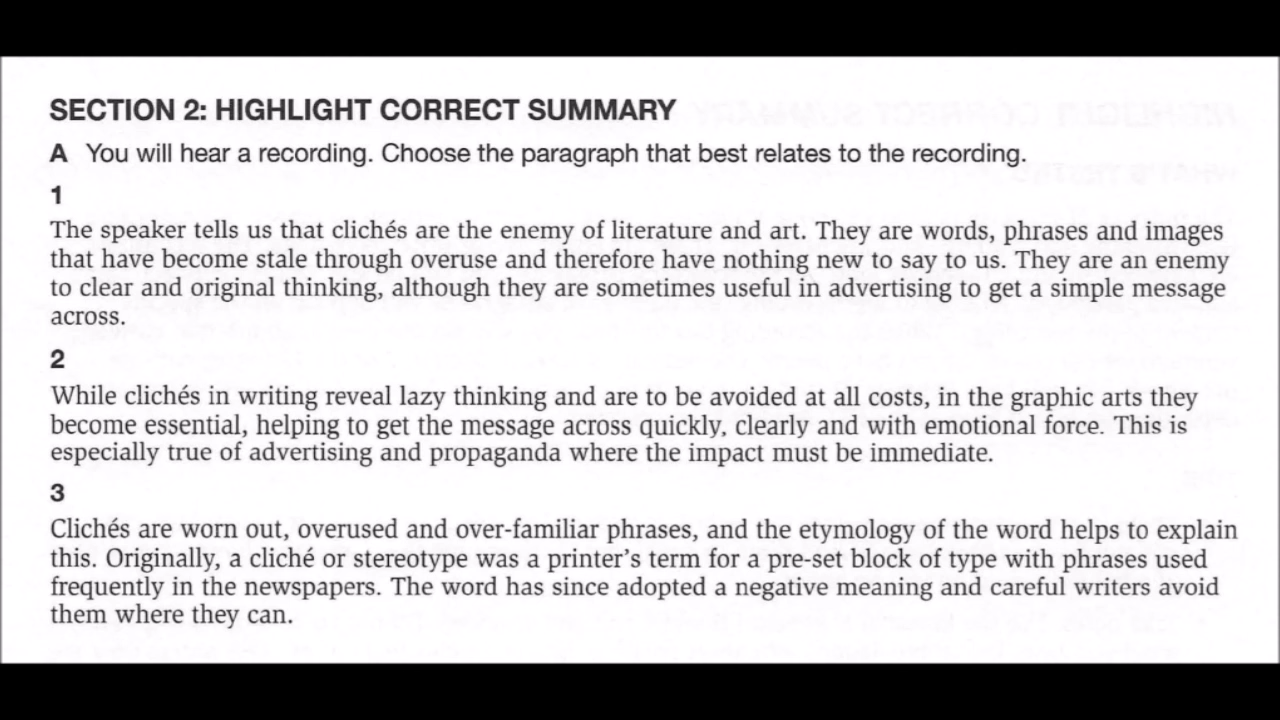 SECTION 2: HIGHLIGHT CORRECT SUMMARY
A You will hear a recording. Choose the paragraph that best relates to the recording.
1
The speaker tells us that clichés are the enemy of literature and art. They are words, phrases and images
that have become stale through overuse and therefore have nothing new to say to us. They are an enemy
to clear and original thinking, although they are sometimes useful in advertising to get a simple message
across.
2
While clichés in writing reveal lazy thinking and are to be avoided at all costs, in the graphic arts they
become essential, helping to get the message across quickly, clearly and with emotional force. This is
especially true of advertising and propaganda where the impact must be immediate.
3
Clichés are worn out, overused and over-familiar phrases, and the etymology of the word helps to explain
this. Originally, a cliché or stereotype was a printer's term for a pre-set block of type with phrases used
frequently in the newspapers. The word has since adopted a negative meaning and careful writers avoid
them where they can.